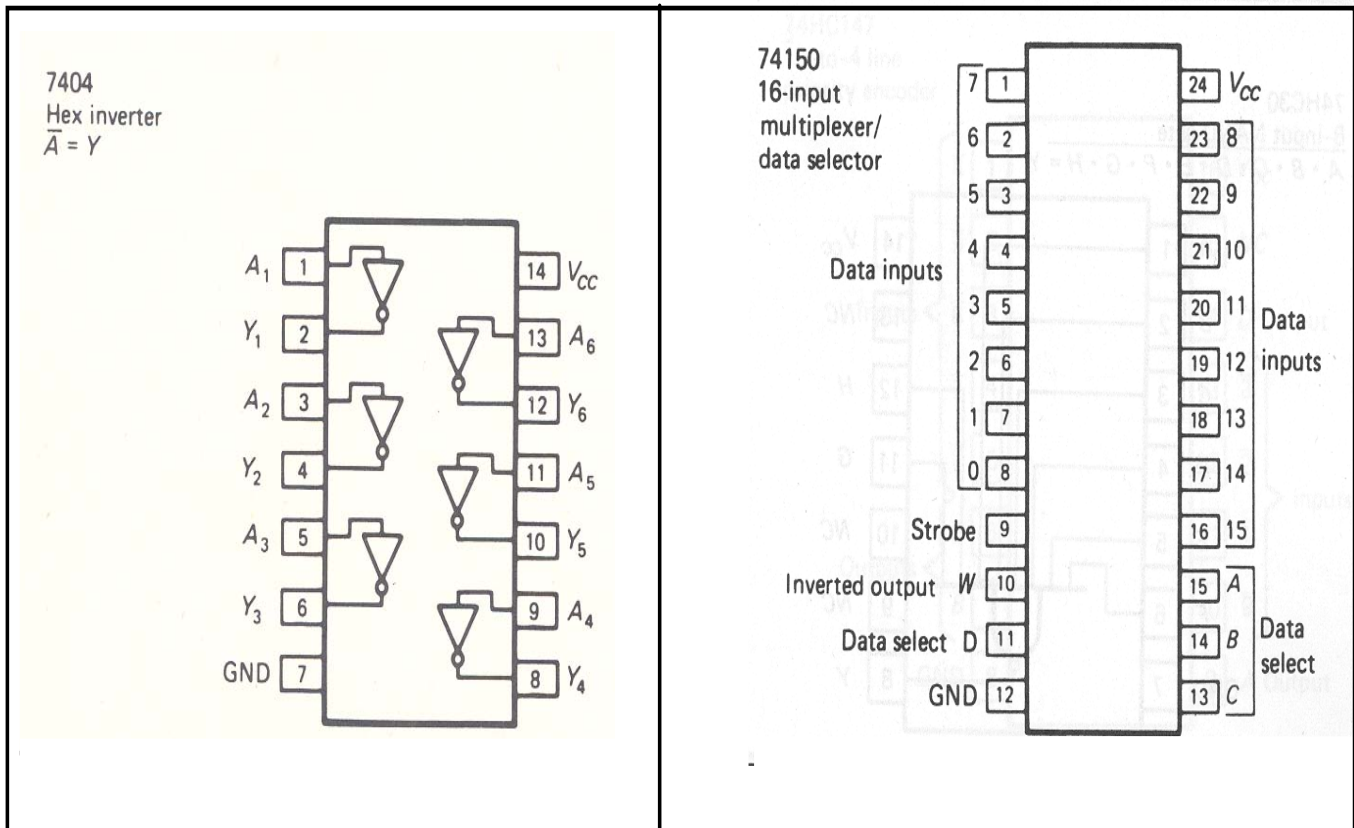 7404
Hex inverter
A̅ = Y
A₁ 1
14 V_CC
Y₁ 2
13 A₆
A₂ 3
12 Y₆
Y₂ 4
11 A₅
A₃ 5
10 Y₅
Y₃ 6
9 A₄
GND 7
8 Y₄
74150
16-input
multiplexer/
data selector
7 1
24 V_CC
6 2
23 8
5 3
22 9
4 4
21 10
Data inputs
3 5
20 11
2 6
19 12
Data
inputs
1 7
18 13
0 8
17 14
Strobe 9
16 15
Inverted output W 10
15 A
Data select D 11
14 B
Data
select
GND 12
13 C